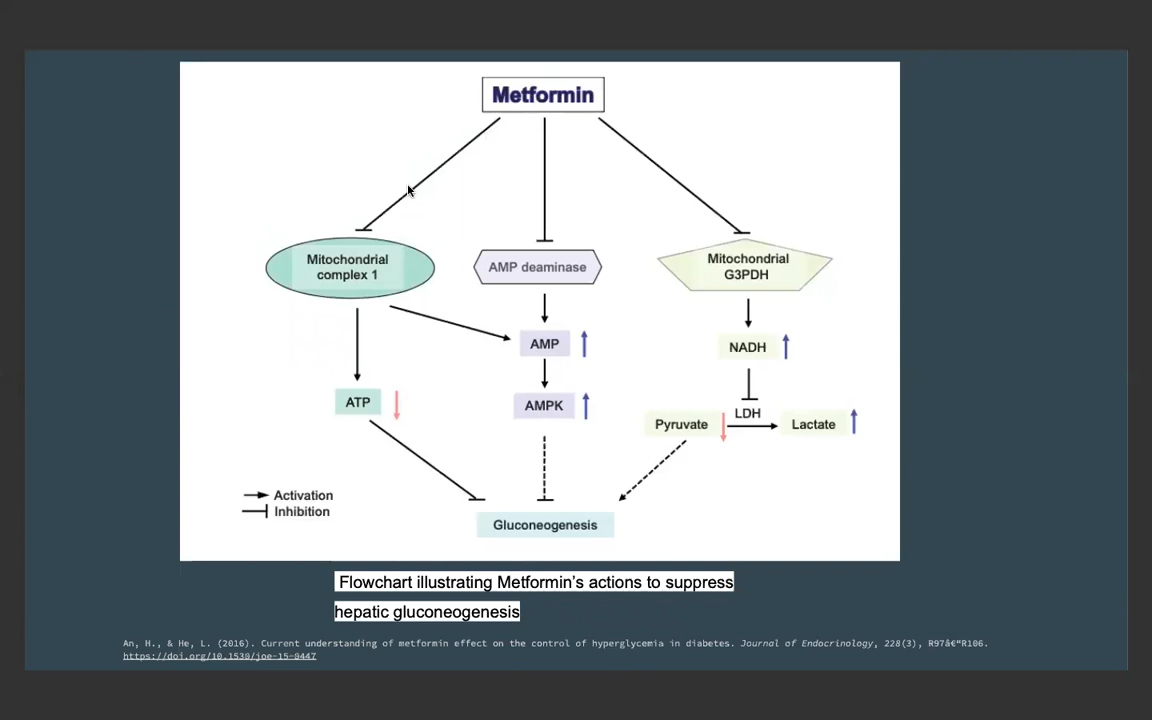 Metformin
Mitochondrial
complex 1
AMP deaminase
Mitochondrial
G3PDH
AMP
NADH
ATP
AMPK
LDH
Pyruvate
Lactate
Activation
Inhibition
Gluconeogenesis
Flowchart illustrating Metformin's actions to suppress
hepatic gluconeogenesis
An, H., & He, L. (2016). Current understanding of metformin effect on the control of hyperglycemia in diabetes. Journal of Endocrinology, 228(3), R97â€“R106.
https://doi.org/10.1530/joe-15-0447